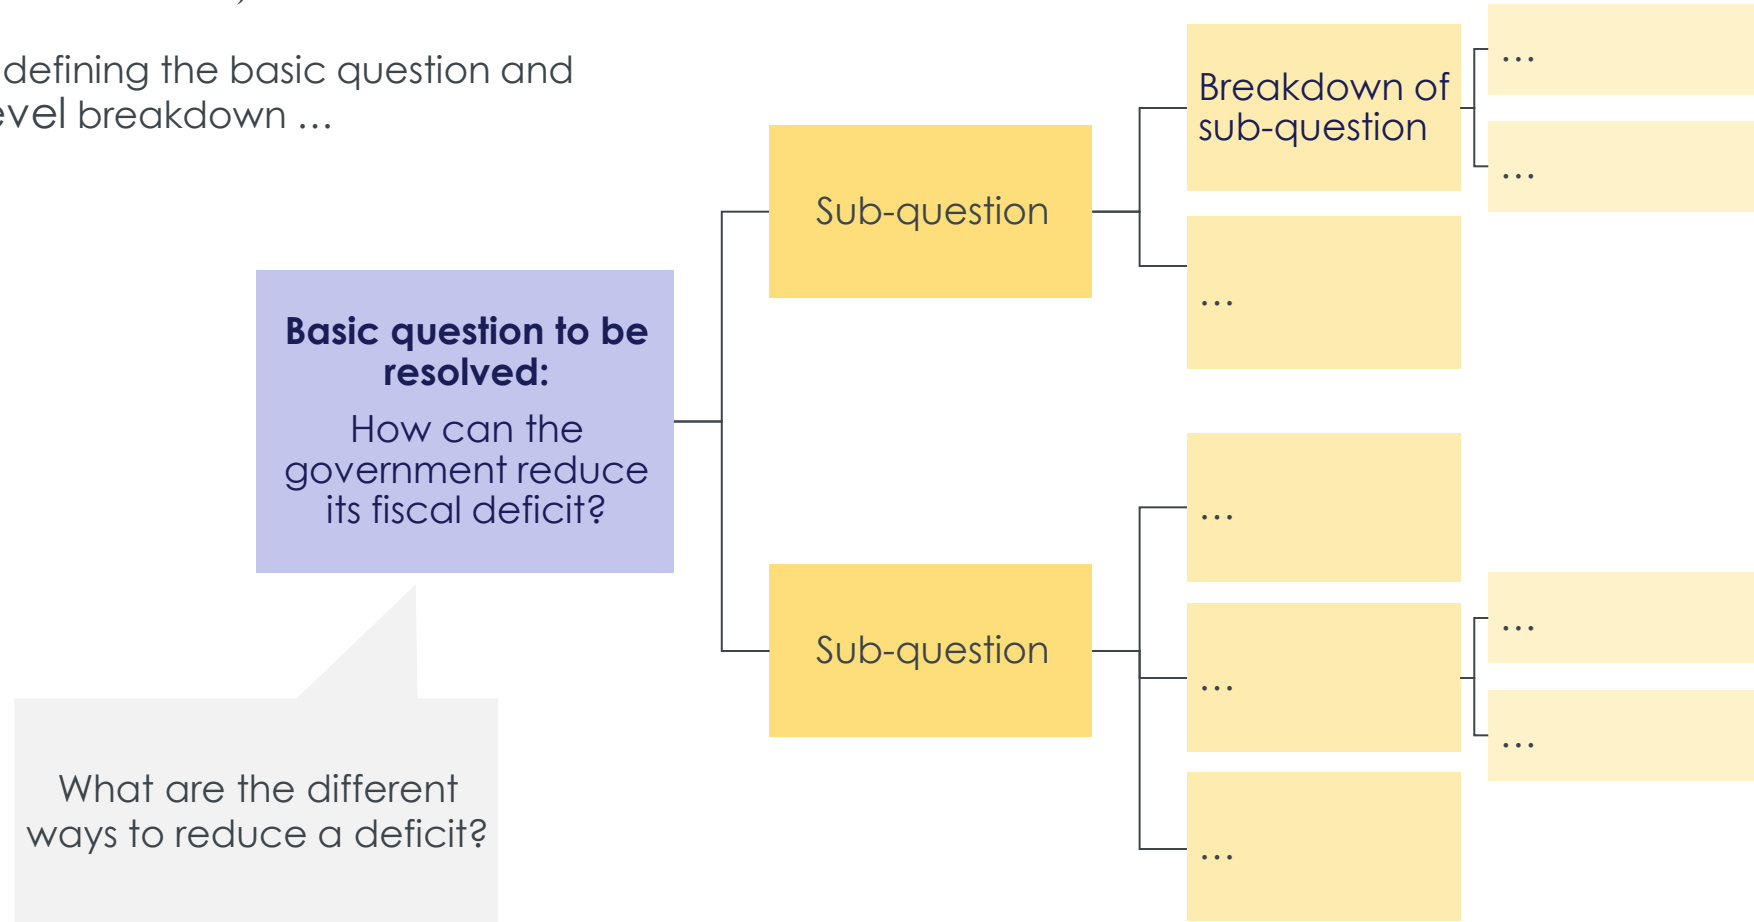 defining the basic question and
evel breakdown …
Basic question to be
resolved:
How can the
government reduce
its fiscal deficit?
What are the different
ways to reduce a deficit?
Sub-question
Breakdown of
sub-question
…
…
…
Sub-question
…
…
…
…
…